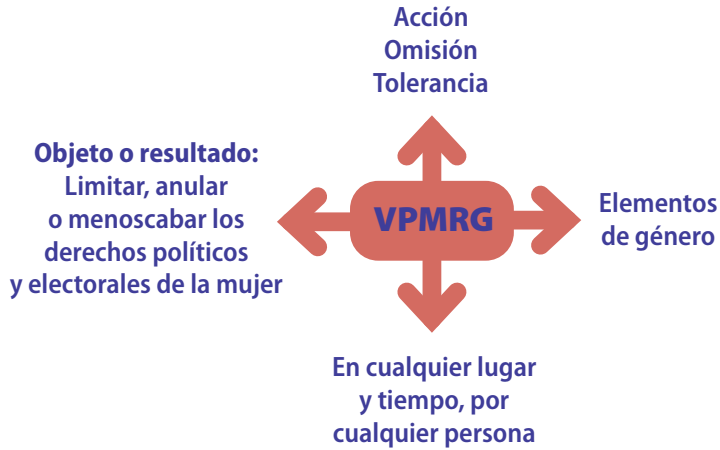 Acción
Omisión
Tolerancia
Objeto o resultado:
Limitar, anular
o menoscabar los
derechos políticos
y electorales de la mujer
VPMRG
Elementos
de género
En cualquier lugar
y tiempo, por
cualquier persona